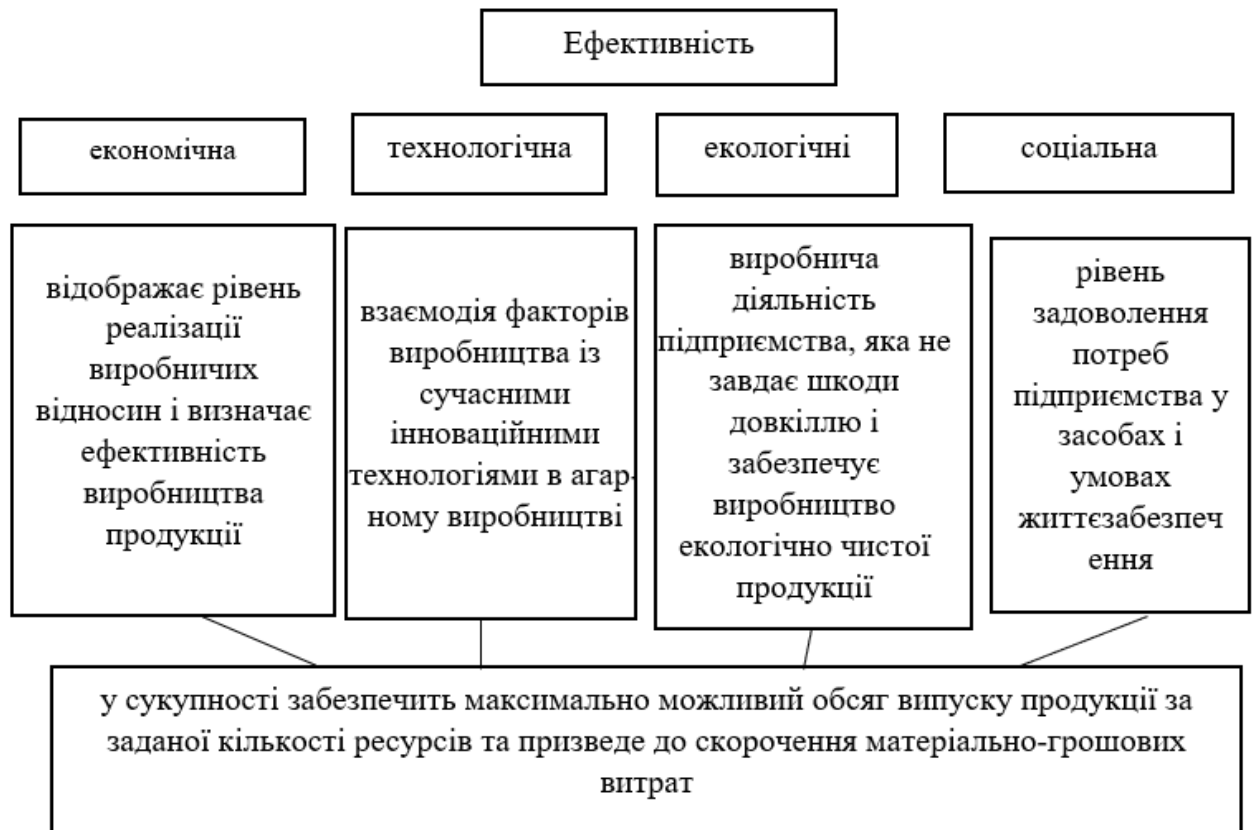 Ефективність
економічна
технологічна
екологічні
соціальна
відображає рівень
реалізації
виробничих
відносин і визначає
ефективність
виробництва
продукції
взаємодія факторів
виробництва із
сучасними
інноваційними
технологіями в агар-
ному виробництві
виробнича
діяльність
підприємства, яка не
завдає шкоди
довкіллю і
забезпечує
виробництво
екологічно чистої
продукції
рівень
задоволення
потреб
підприємства у
засобах і
умовах
життєзабезпеч
ення
у сукупності забезпечить максимально можливий обсяг випуску продукції за
заданої кількості ресурсів та призведе до скорочення матеріально-грошових
витрат